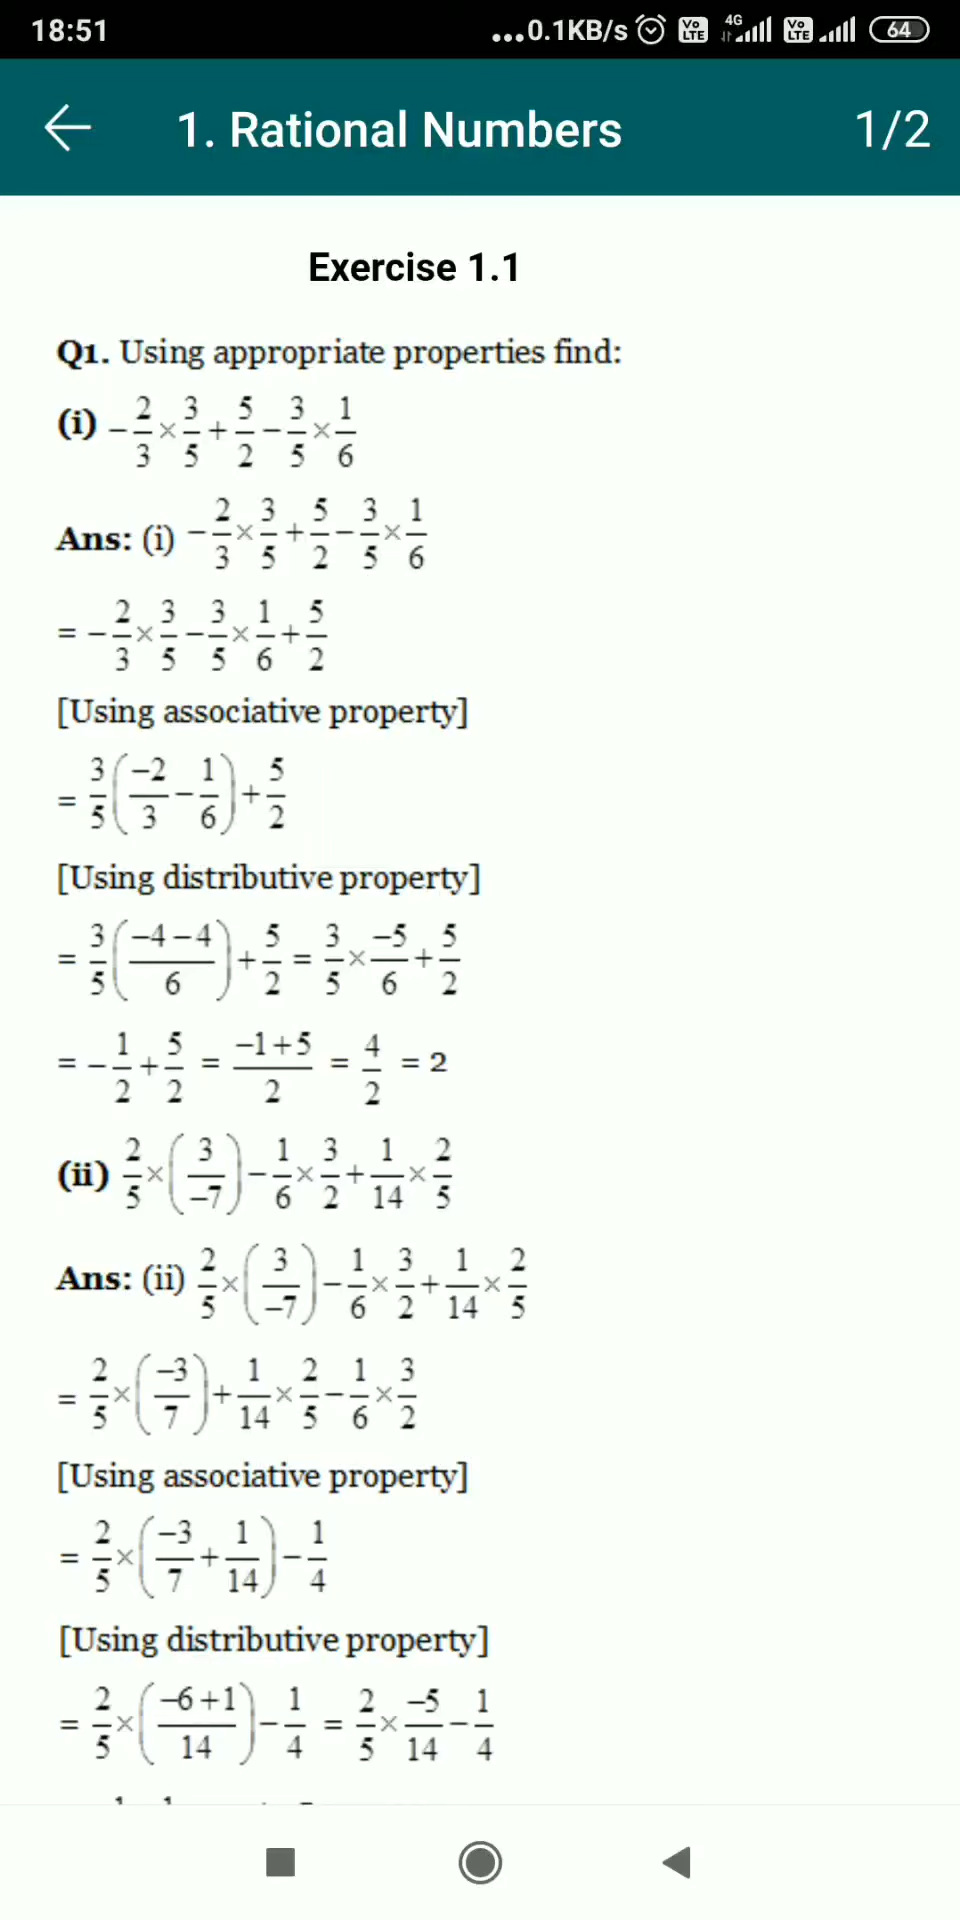 18:51 ...0.1KB/s Vo LTE 4G Vo LTE 64
1. Rational Numbers 1/2
Exercise 1.1
Q1. Using appropriate properties find:
(i) −2/3 × 3/5 + 5/2 − 3/5 × 1/6
Ans: (i) −2/3 × 3/5 + 5/2 − 3/5 × 1/6
= −2/3 × 3/5 − 3/5 × 1/6 + 5/2
[Using associative property]
= 3/5 (−2/3 − 1/6) + 5/2
[Using distributive property]
= 3/5 ((−4−4)/6) + 5/2 = 3/5 × −5/6 + 5/2
= −1/2 + 5/2 = (−1+5)/2 = 4/2 = 2
(ii) 2/5 × (3/−7) − 1/6 × 3/2 + 1/14 × 2/5
Ans: (ii) 2/5 × (3/−7) − 1/6 × 3/2 + 1/14 × 2/5
= 2/5 × (−3/7) + 1/14 × 2/5 − 1/6 × 3/2
[Using associative property]
= 2/5 × (−3/7 + 1/14) − 1/4
[Using distributive property]
= 2/5 × ((−6+1)/14) − 1/4 = 2/5 × −5/14 − 1/4